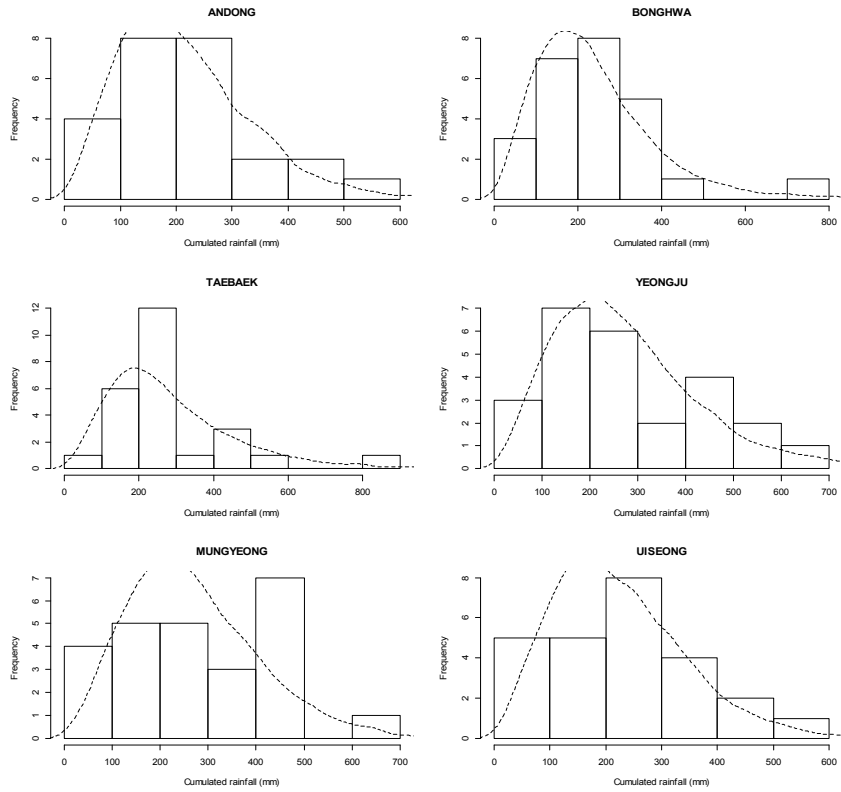 ANDONG
Frequency
8
6
4
2
0
0 100 200 300 400 500 600
Cumulated rainfall (mm)
BONGHWA
Frequency
8
6
4
2
0
0 200 400 600 800
Cumulated rainfall (mm)
TAEBAEK
Frequency
12
10
8
6
4
2
0
0 200 400 600 800
Cumulated rainfall (mm)
YEONGJU
Frequency
7
6
5
4
3
2
1
0
0 100 200 300 400 500 600 700
Cumulated rainfall (mm)
MUNGYEONG
Frequency
7
6
5
4
3
2
1
0
0 100 200 300 400 500 600 700
Cumulated rainfall (mm)
UISEONG
Frequency
8
6
4
2
0
0 100 200 300 400 500 600
Cumulated rainfall (mm)